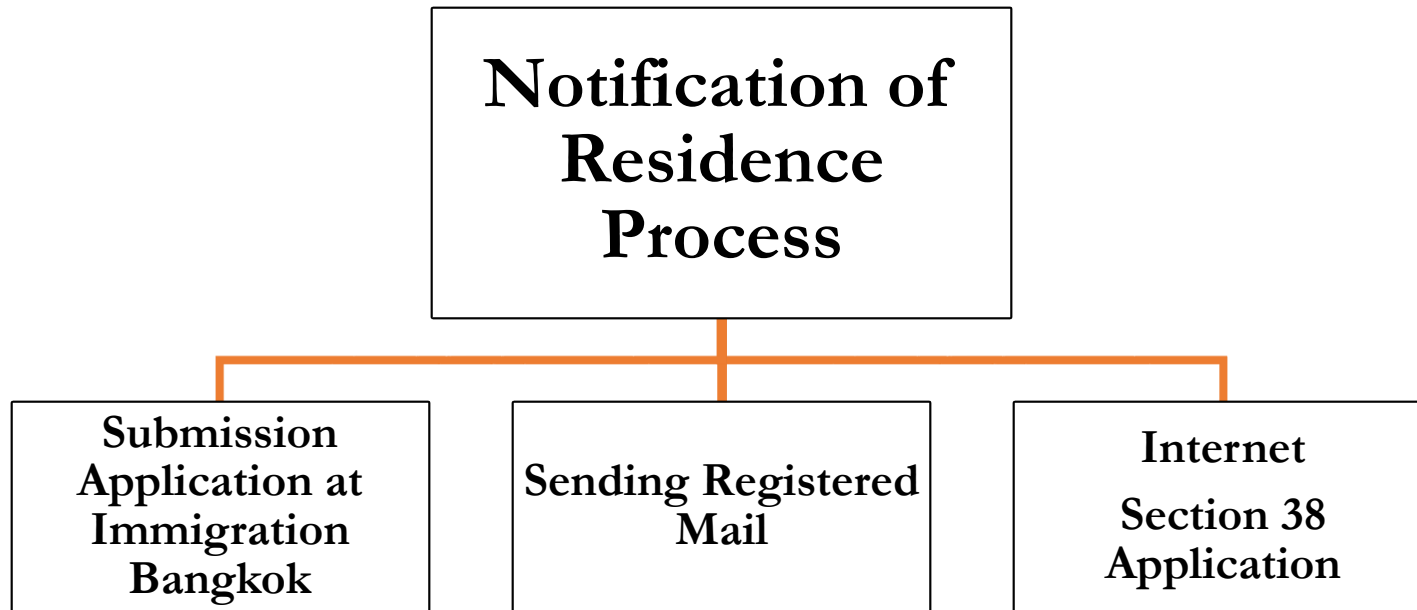 Notification of
Residence
Process
Submission
Application at
Immigration
Bangkok
Sending Registered
Mail
Internet
Section 38
Application